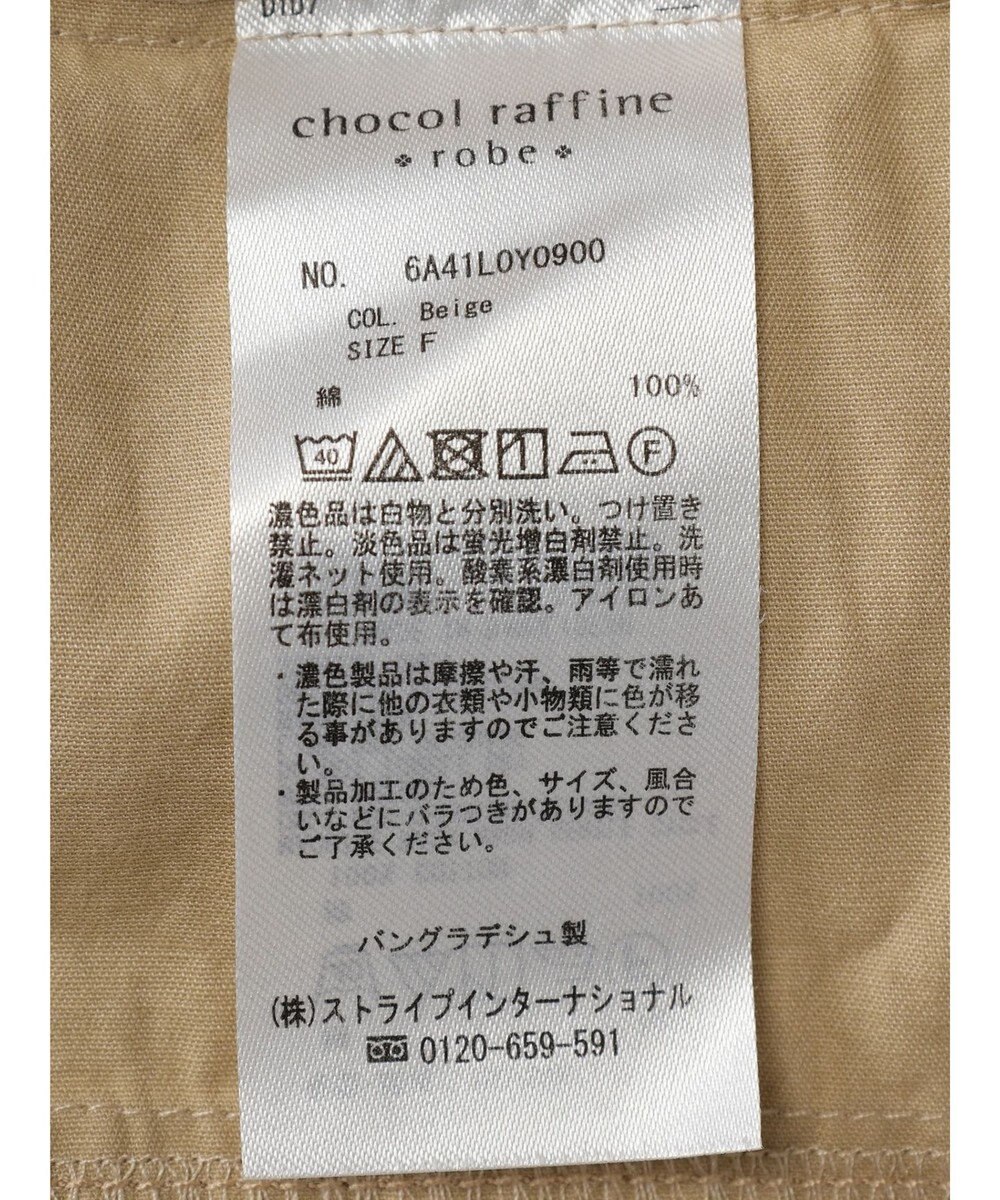 D1D7
chocol raffine
robe
NO. 6A41L0Y0900
COL. Beige
SIZE F
綿 100%
40 1 F
濃色品は白物と分別洗い。つけ置き
禁止。淡色品は蛍光増白剤禁止。洗
濯ネット使用。酸素系漂白剤使用時
は漂白剤の表示を確認。アイロンあ
て布使用。
・濃色製品は摩擦や汗、雨等で濡れ
た際に他の衣類や小物類に色が移
る事がありますのでご注意くださ
い。
・製品加工のため色、サイズ、風合
いなどにバラつきがありますので
ご了承ください。
バングラデシュ製
(株)ストライプインターナショナル
0120-659-591